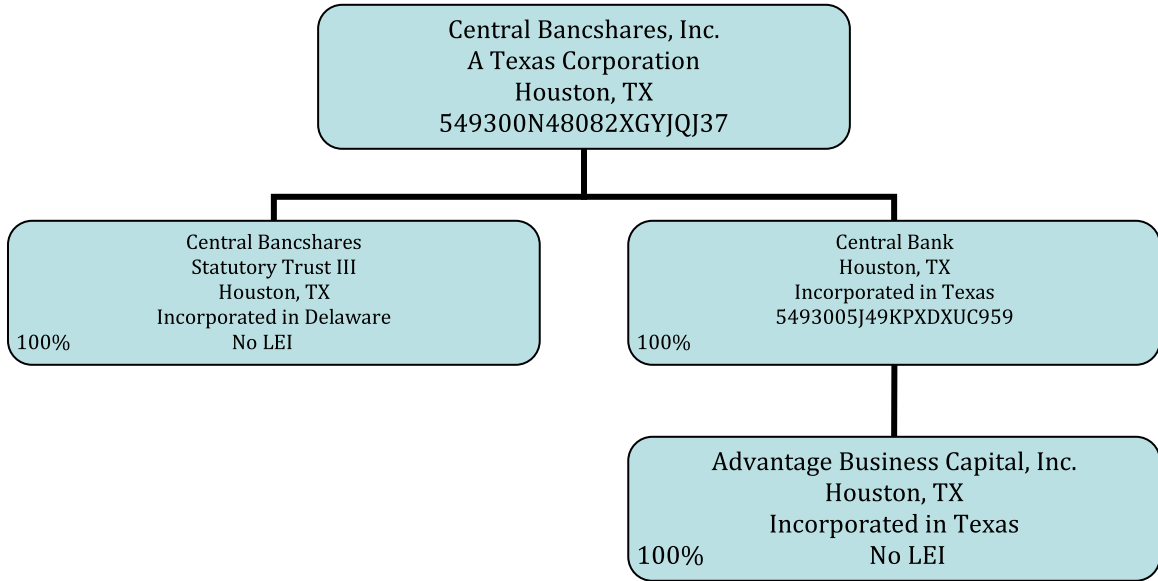 Central Bancshares, Inc.
A Texas Corporation
Houston, TX
549300N48082XGYJQJ37
Central Bancshares
Statutory Trust III
Houston, TX
Incorporated in Delaware
100% No LEI
Central Bank
Houston, TX
Incorporated in Texas
5493005J49KPXDXUC959
100%
Advantage Business Capital, Inc.
Houston, TX
Incorporated in Texas
100% No LEI